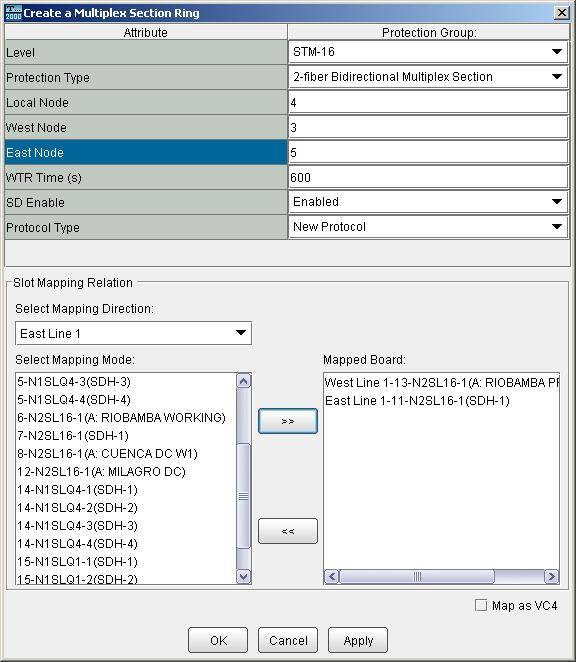 Create a Multiplex Section Ring
Attribute Protection Group:
Level STM-16
Protection Type 2-fiber Bidirectional Multiplex Section
Local Node 4
West Node 3
East Node 5
WTR Time (s) 600
SD Enable Enabled
Protocol Type New Protocol
Slot Mapping Relation
Select Mapping Direction:
East Line 1
Select Mapping Mode: Mapped Board:
5-N1SLQ4-3(SDH-3)
5-N1SLQ4-4(SDH-4)
6-N2SL16-1(A: RIOBAMBA WORKING)
7-N2SL16-1(SDH-1)
8-N2SL16-1(A: CUENCA DC W1)
12-N2SL16-1(A: MILAGRO DC)
14-N1SLQ4-1(SDH-1)
14-N1SLQ4-2(SDH-2)
14-N1SLQ4-3(SDH-3)
14-N1SLQ4-4(SDH-4)
15-N1SLQ1-1(SDH-1)
15-N1SLQ1-2(SDH-2)
>>
<<
West Line 1-13-N2SL16-1(A: RIOBAMBA
East Line 1-11-N2SL16-1(SDH-1)
Map as VC4
OK Cancel Apply